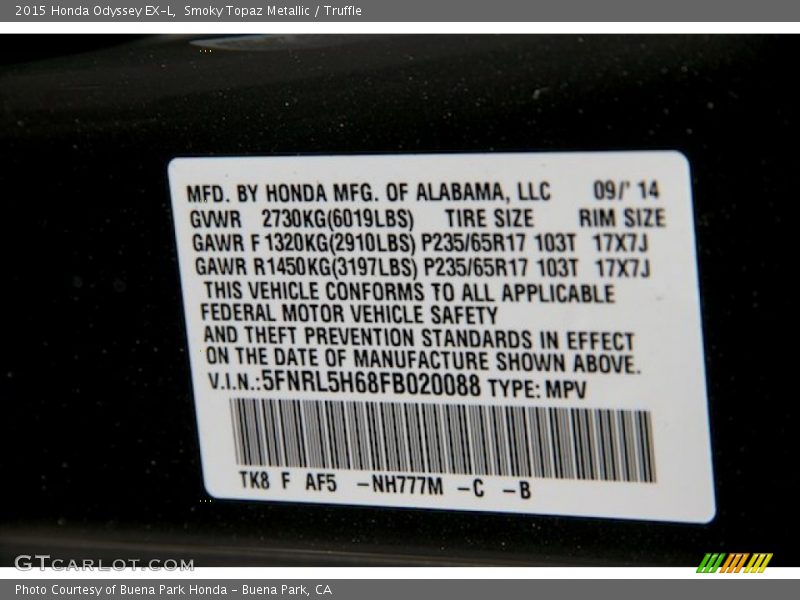 2015 Honda Odyssey EX-L, Smoky Topaz Metallic / Truffle
MFD. BY HONDA MFG. OF ALABAMA, LLC 09/' 14
GVWR 2730KG(6019LBS) TIRE SIZE RIM SIZE
GAWR F 1320KG(2910LBS) P235/65R17 103T 17X7J
GAWR R1450KG(3197LBS) P235/65R17 103T 17X7J
THIS VEHICLE CONFORMS TO ALL APPLICABLE
FEDERAL MOTOR VEHICLE SAFETY
AND THEFT PREVENTION STANDARDS IN EFFECT
ON THE DATE OF MANUFACTURE SHOWN ABOVE.
V.I.N.:5FNRL5H68FB020088 TYPE: MPV
TK8 F AF5 -NH777M -C -B
GTCARLOT.COM
Photo Courtesy of Buena Park Honda - Buena Park, CA